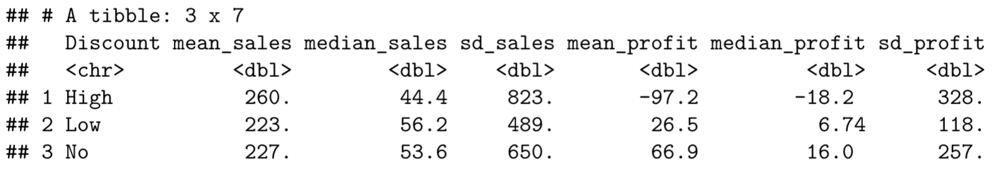 ## # A tibble: 3 x 7
##   Discount mean_sales median_sales sd_sales mean_profit median_profit sd_profit
##   <chr>         <dbl>        <dbl>    <dbl>       <dbl>         <dbl>     <dbl>
## 1 High           260.         44.4     823.       -97.2        -18.2       328.
## 2 Low            223.         56.2     489.        26.5          6.74      118.
## 3 No             227.         53.6     650.        66.9         16.0       257.